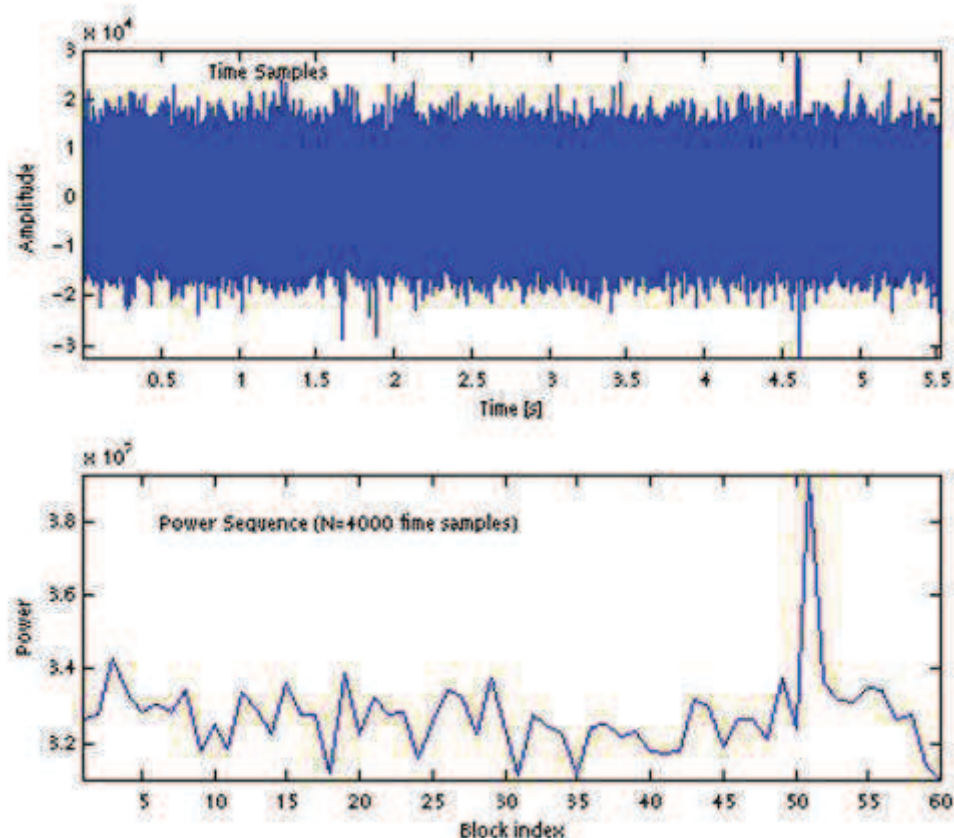 × 10⁴
Time Samples
Amplitude
3
2
1
0
−1
−2
−3
0.5 1 1.5 2 2.5 3 3.5 4 4.5 5 5.5
Time [s]
Power Sequence (N=4000 time samples)
Power
3.8
3.6
3.4
3.2
5 10 15 20 25 30 35 40 45 50 55 60
Block index